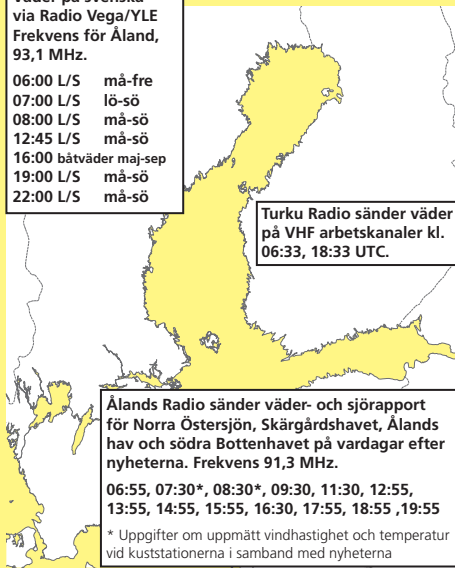 Väder på svenska
via Radio Vega/YLE
Frekvens för Åland,
93,1 MHz.
06:00 L/S må-fre
07:00 L/S lö-sö
08:00 L/S må-sö
12:45 L/S må-sö
16:00 båtväder maj-sep
19:00 L/S må-sö
22:00 L/S må-sö
Turku Radio sänder väder
på VHF arbetskanaler kl.
06:33, 18:33 UTC.
Ålands Radio sänder väder- och sjörapport
för Norra Östersjön, Skärgårdshavet, Ålands
hav och södra Bottenhavet på vardagar efter
nyheterna. Frekvens 91,3 MHz.
06:55, 07:30*, 08:30*, 09:30, 11:30, 12:55,
13:55, 14:55, 15:55, 16:30, 17:55, 18:55 ,19:55
* Uppgifter om uppmätt vindhastighet och temperatur
vid kuststationerna i samband med nyheterna